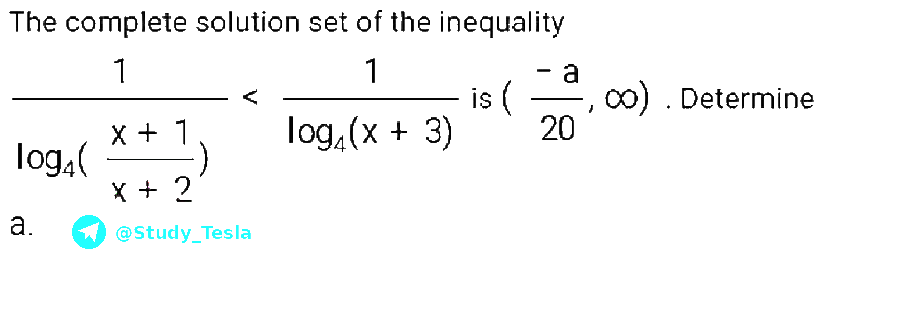 The complete solution set of the inequality
1 / log₄( (x + 1) / (x + 2) ) < 1 / log₄(x + 3) is ( - a / 20 , ∞) . Determine
a.
@Study_Tesla